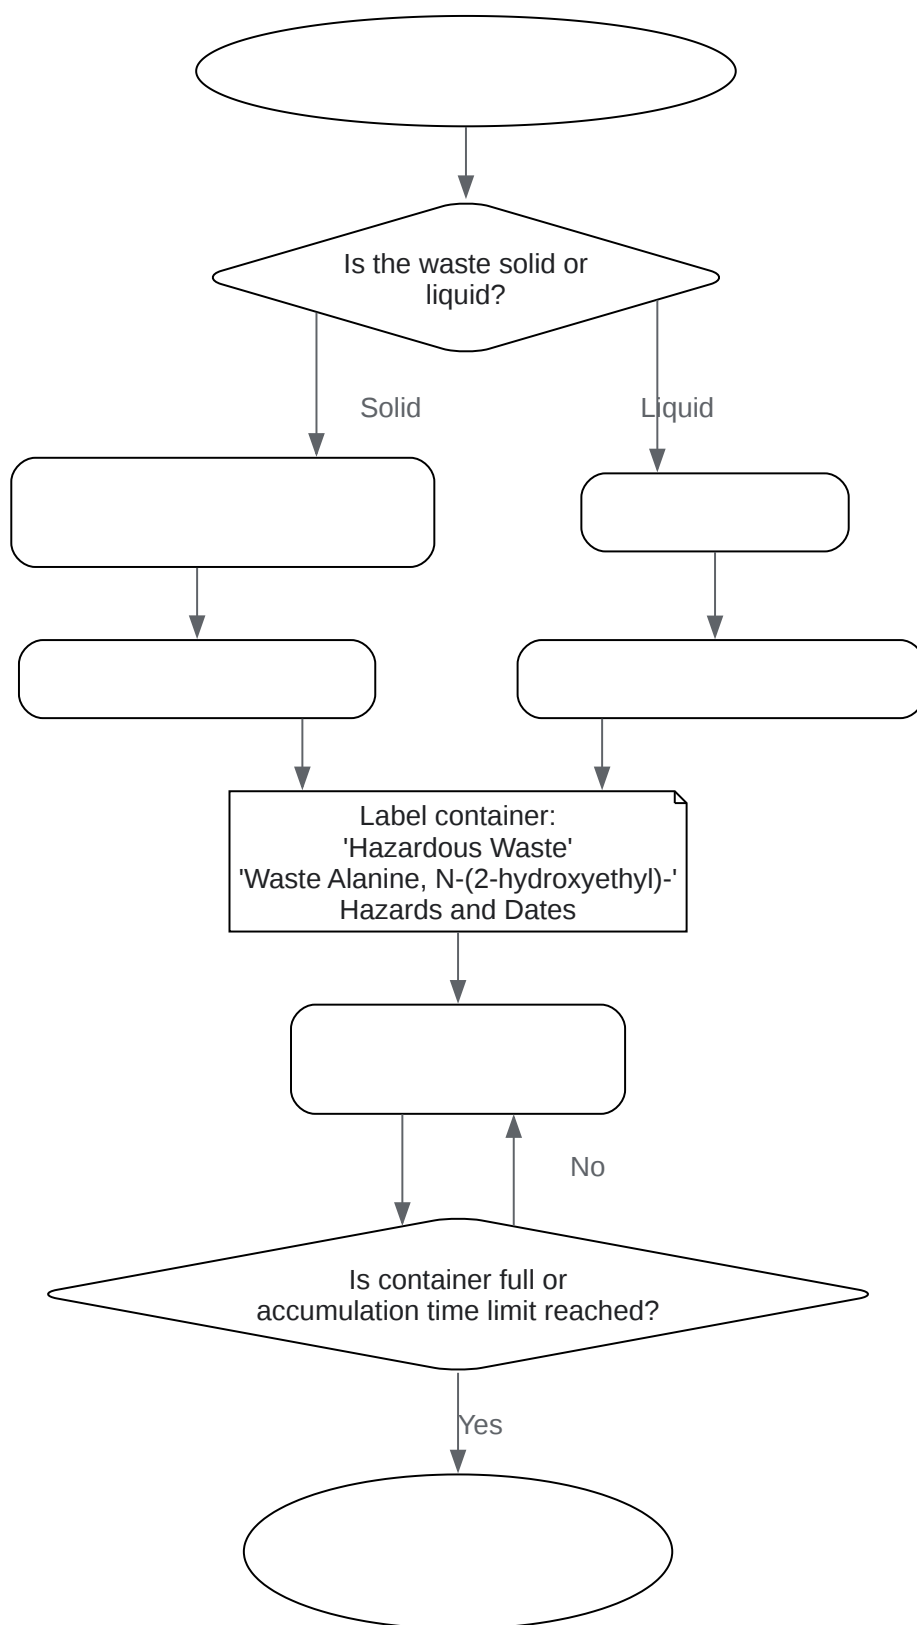 Is the waste solid or
liquid?
Solid
Liquid
Label container:
'Hazardous Waste'
'Waste Alanine, N-(2-hydroxyethyl)-'
Hazards and Dates
No
Is container full or
accumulation time limit reached?
Yes